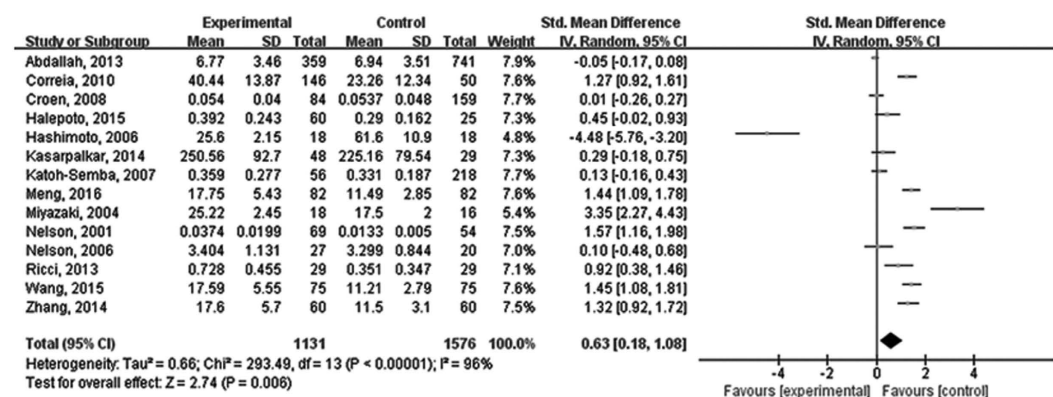 Experimental Control Std. Mean Difference Std. Mean Difference
Study or Subgroup Mean SD Total Mean SD Total Weight IV, Random, 95% CI IV, Random, 95% CI
Abdallah, 2013 6.77 3.46 359 6.94 3.51 741 7.9% -0.05 [-0.17, 0.08]
Correia, 2010 40.44 13.87 146 23.26 12.34 50 7.6% 1.27 [0.92, 1.61]
Croen, 2008 0.054 0.04 84 0.0537 0.048 159 7.7% 0.01 [-0.26, 0.27]
Halepoto, 2015 0.392 0.243 60 0.29 0.162 25 7.3% 0.45 [-0.02, 0.93]
Hashimoto, 2006 25.6 2.15 18 61.6 10.9 18 4.8% -4.48 [-5.76, -3.20]
Kasarpalkar, 2014 250.56 92.7 48 225.16 79.54 29 7.3% 0.29 [-0.18, 0.75]
Katoh-Semba, 2007 0.359 0.277 56 0.331 0.187 218 7.7% 0.13 [-0.16, 0.43]
Meng, 2016 17.75 5.43 82 11.49 2.85 82 7.6% 1.44 [1.09, 1.78]
Miyazaki, 2004 25.22 2.45 18 17.5 2 16 5.4% 3.35 [2.27, 4.43]
Nelson, 2001 0.0374 0.0199 69 0.0133 0.005 54 7.5% 1.57 [1.16, 1.98]
Nelson, 2006 3.404 1.131 27 3.299 0.844 20 7.0% 0.10 [-0.48, 0.68]
Ricci, 2013 0.728 0.455 29 0.351 0.347 29 7.1% 0.92 [0.38, 1.46]
Wang, 2015 17.59 5.55 75 11.21 2.79 75 7.6% 1.45 [1.08, 1.81]
Zhang, 2014 17.6 5.7 60 11.5 3.1 60 7.5% 1.32 [0.92, 1.72]
Total (95% CI) 1131 1576 100.0% 0.63 [0.18, 1.08]
Heterogeneity: Tau² = 0.66; Chi² = 293.49, df = 13 (P < 0.00001); I² = 96%
Test for overall effect: Z = 2.74 (P = 0.006)
-4 -2 0 2 4
Favours [experimental] Favours [control]